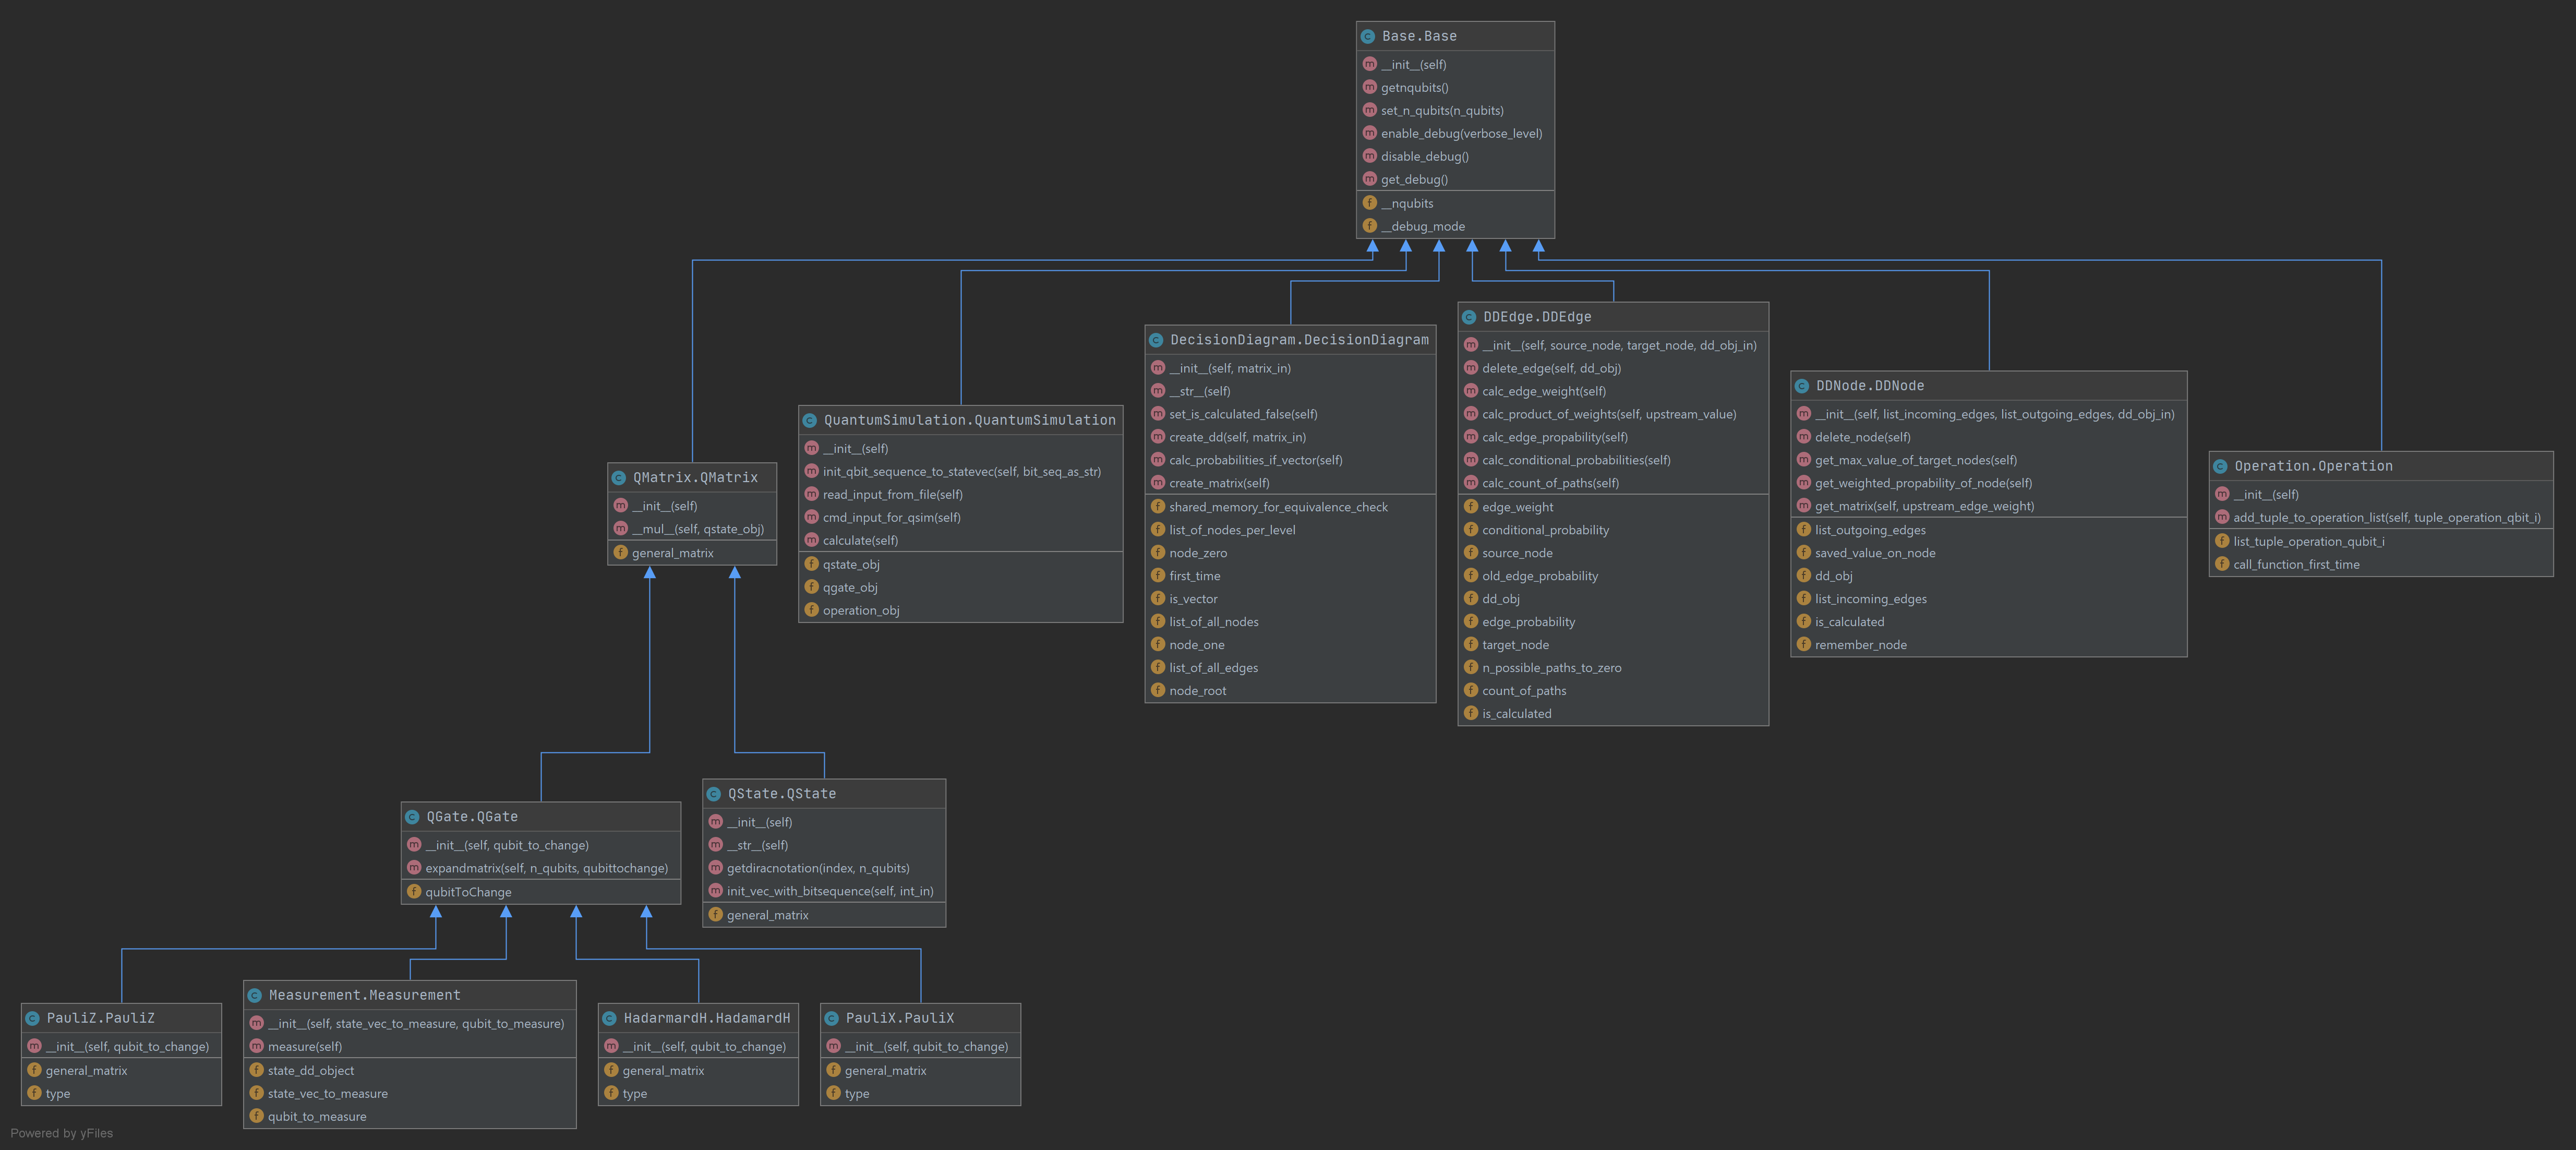 Base.Base
__init__(self)
getnqubits()
set_n_qubits(n_qubits)
enable_debug(verbose_level)
disable_debug()
get_debug()
__nqubits
__debug_mode
QMatrix.QMatrix
__init__(self)
__mul__(self, qstate_obj)
general_matrix
QuantumSimulation.QuantumSimulation
__init__(self)
init_qbit_sequence_to_statevec(self, bit_seq_as_str)
read_input_from_file(self)
cmd_input_for_qsim(self)
calculate(self)
qstate_obj
qgate_obj
operation_obj
DecisionDiagram.DecisionDiagram
__init__(self, matrix_in)
__str__(self)
set_is_calculated_false(self)
create_dd(self, matrix_in)
calc_probabilities_if_vector(self)
create_matrix(self)
shared_memory_for_equivalence_check
list_of_nodes_per_level
node_zero
first_time
is_vector
list_of_all_nodes
node_one
list_of_all_edges
node_root
DDEdge.DDEdge
__init__(self, source_node, target_node, dd_obj_in)
delete_edge(self, dd_obj)
calc_edge_weight(self)
calc_product_of_weights(self, upstream_value)
calc_edge_propability(self)
calc_conditional_probabilities(self)
calc_count_of_paths(self)
edge_weight
conditional_probability
source_node
old_edge_probability
dd_obj
edge_probability
target_node
n_possible_paths_to_zero
count_of_paths
is_calculated
DDNode.DDNode
__init__(self, list_incoming_edges, list_outgoing_edges, dd_obj_in)
delete_node(self)
get_max_value_of_target_nodes(self)
get_weighted_propability_of_node(self)
get_matrix(self, upstream_edge_weight)
list_outgoing_edges
saved_value_on_node
dd_obj
list_incoming_edges
is_calculated
remember_node
Operation.Operation
__init__(self)
add_tuple_to_operation_list(self, tuple_operation_qbit_i)
list_tuple_operation_qubit_i
call_function_first_time
QGate.QGate
__init__(self, qubit_to_change)
expandmatrix(self, n_qubits, qubittochange)
qubitToChange
QState.QState
__init__(self)
__str__(self)
getdiracnotation(index, n_qubits)
init_vec_with_bitsequence(self, int_in)
general_matrix
PauliZ.PauliZ
__init__(self, qubit_to_change)
general_matrix
type
Measurement.Measurement
__init__(self, state_vec_to_measure, qubit_to_measure)
measure(self)
state_dd_object
state_vec_to_measure
qubit_to_measure
HadarmardH.HadamardH
__init__(self, qubit_to_change)
general_matrix
type
PauliX.PauliX
__init__(self, qubit_to_change)
general_matrix
type
Powered by yFiles